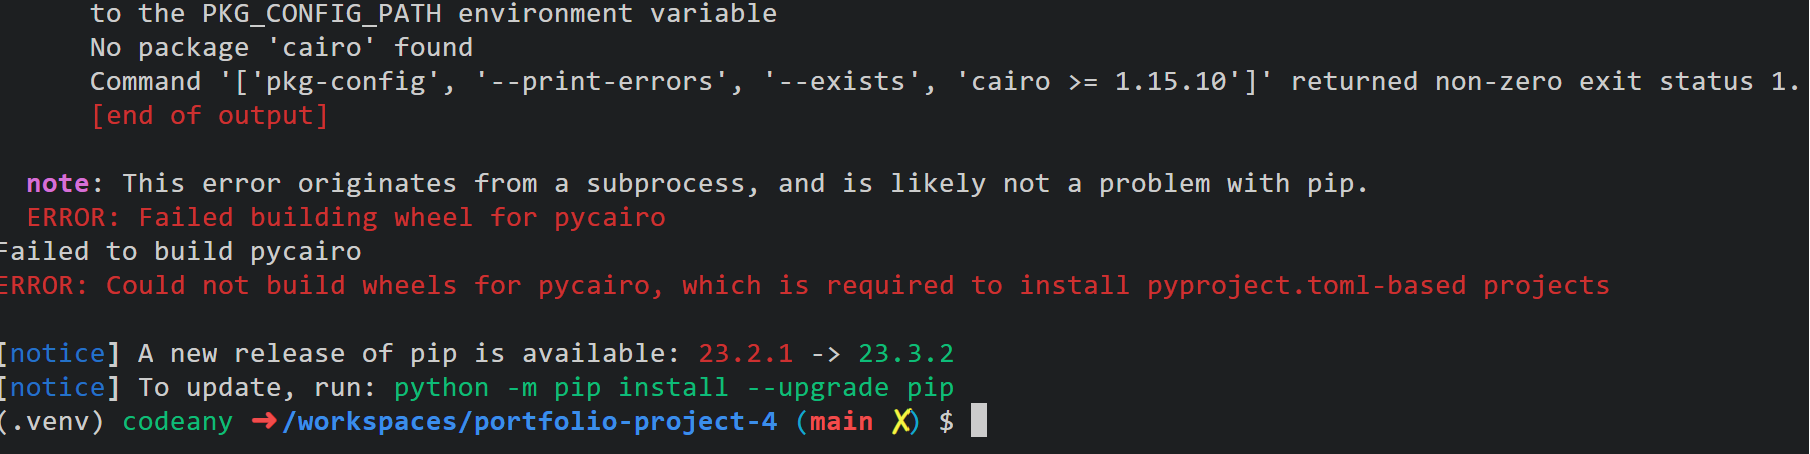 to the PKG_CONFIG_PATH environment variable
No package 'cairo' found
Command '['pkg-config', '--print-errors', '--exists', 'cairo >= 1.15.10']' returned non-zero exit status 1.
[end of output]
note: This error originates from a subprocess, and is likely not a problem with pip.
ERROR: Failed building wheel for pycairo
Failed to build pycairo
ERROR: Could not build wheels for pycairo, which is required to install pyproject.toml-based projects
[notice] A new release of pip is available: 23.2.1 -> 23.3.2
[notice] To update, run: python -m pip install --upgrade pip
(.venv) codeany ➜ /workspaces/portfolio-project-4 (main ✗) $